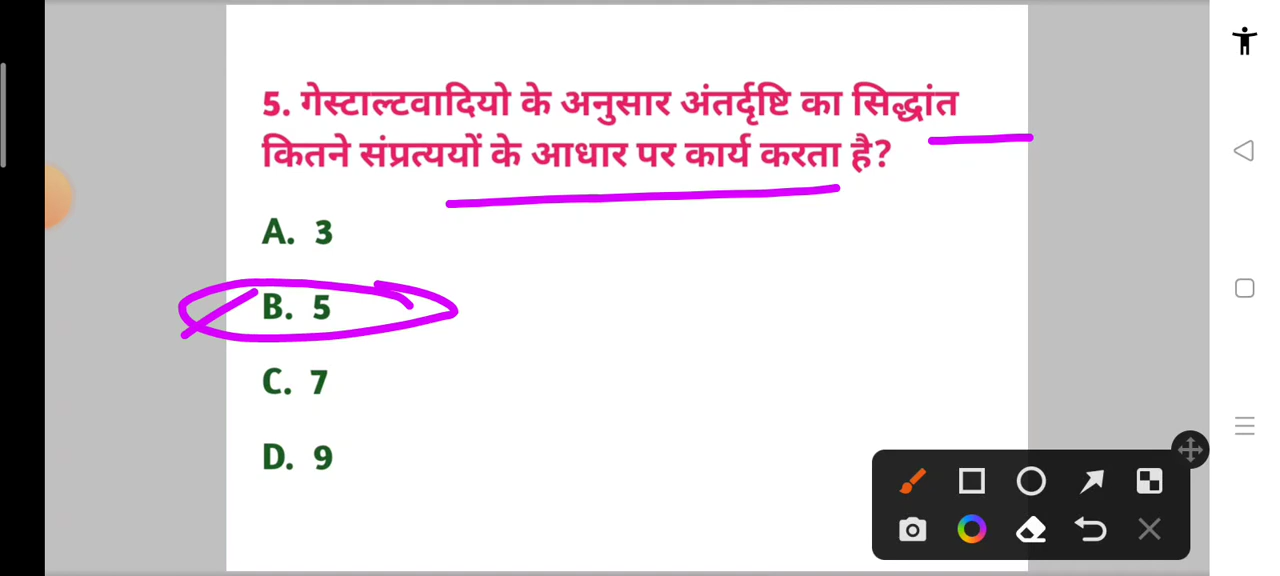 5. गेस्टाल्टवादियो के अनुसार अंतर्दृष्टि का सिद्धांत
कितने संप्रत्ययों के आधार पर कार्य करता है?
A. 3
B. 5
C. 7
D. 9